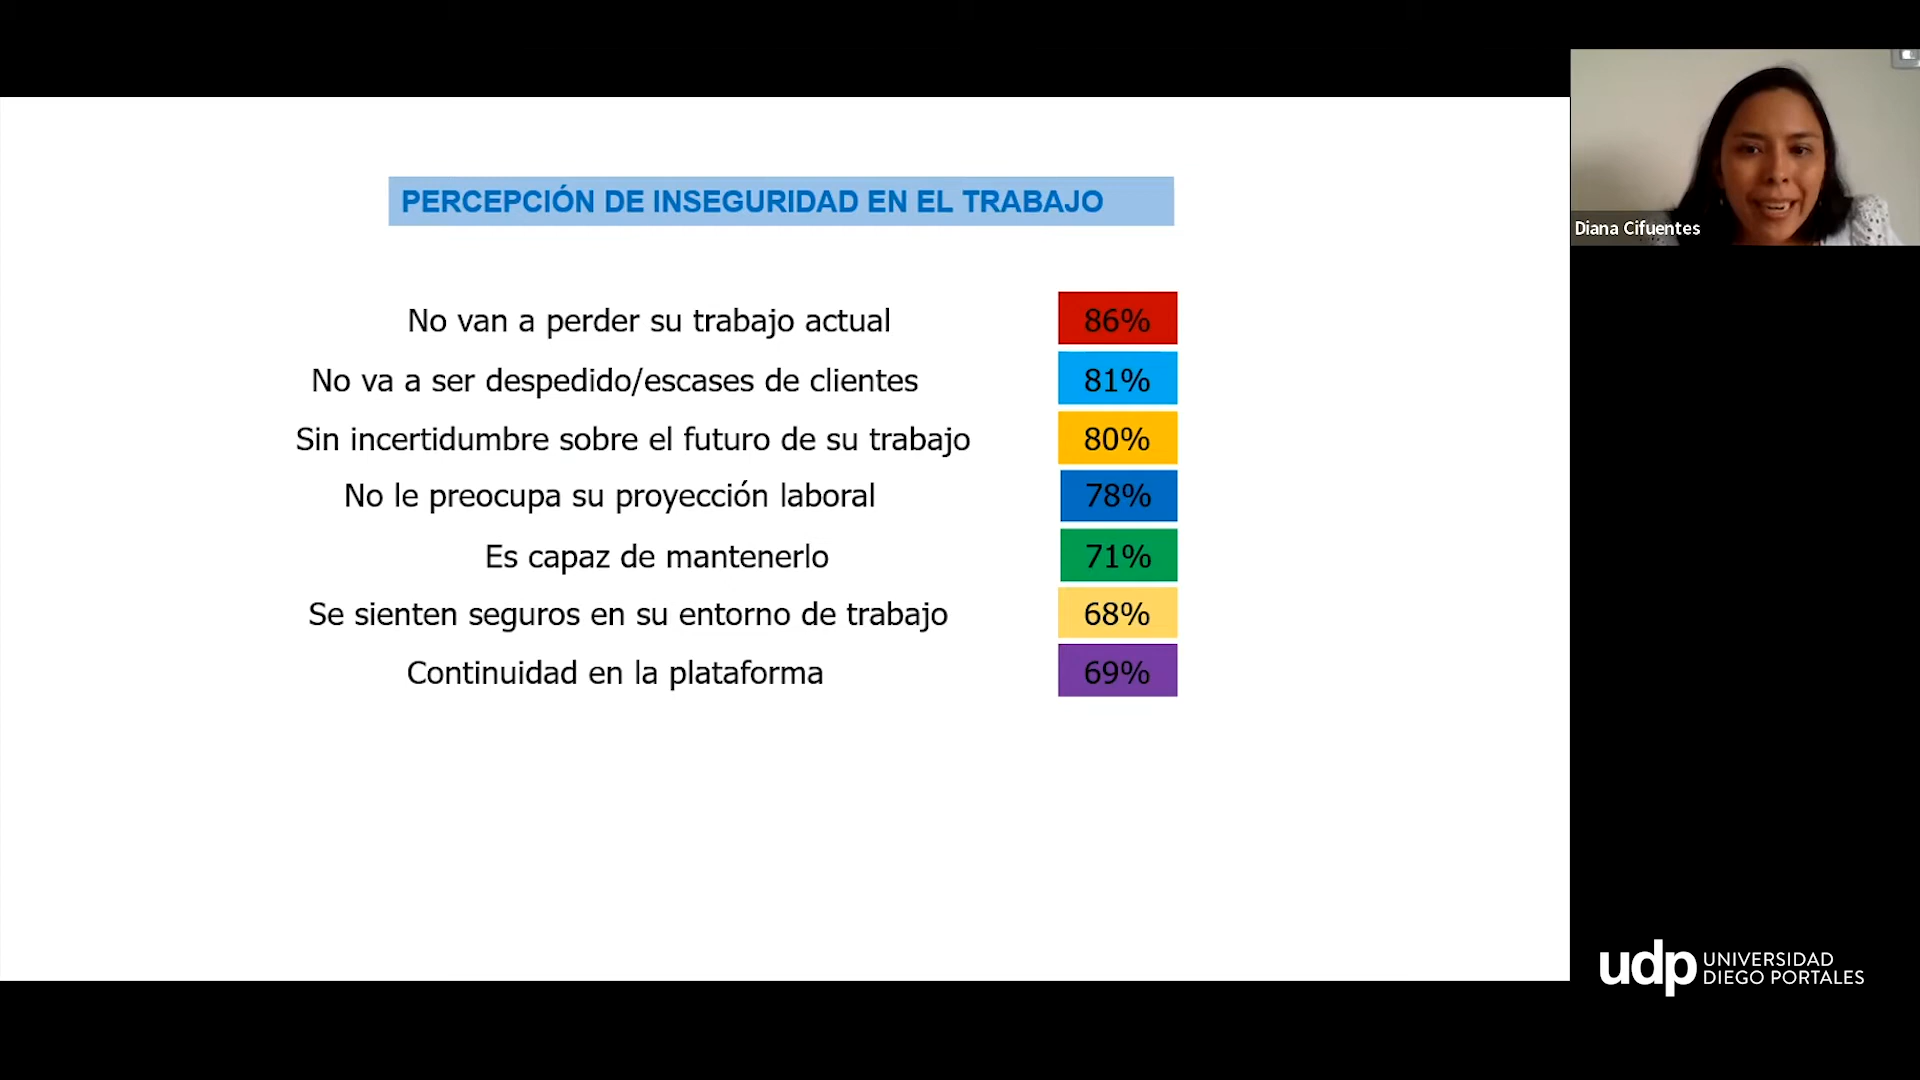 PERCEPCIÓN DE INSEGURIDAD EN EL TRABAJO
No van a perder su trabajo actual 86%
No va a ser despedido/escases de clientes 81%
Sin incertidumbre sobre el futuro de su trabajo 80%
No le preocupa su proyección laboral 78%
Es capaz de mantenerlo 71%
Se sienten seguros en su entorno de trabajo 68%
Continuidad en la plataforma 69%
Diana Cifuentes
udp UNIVERSIDAD
DIEGO PORTALES